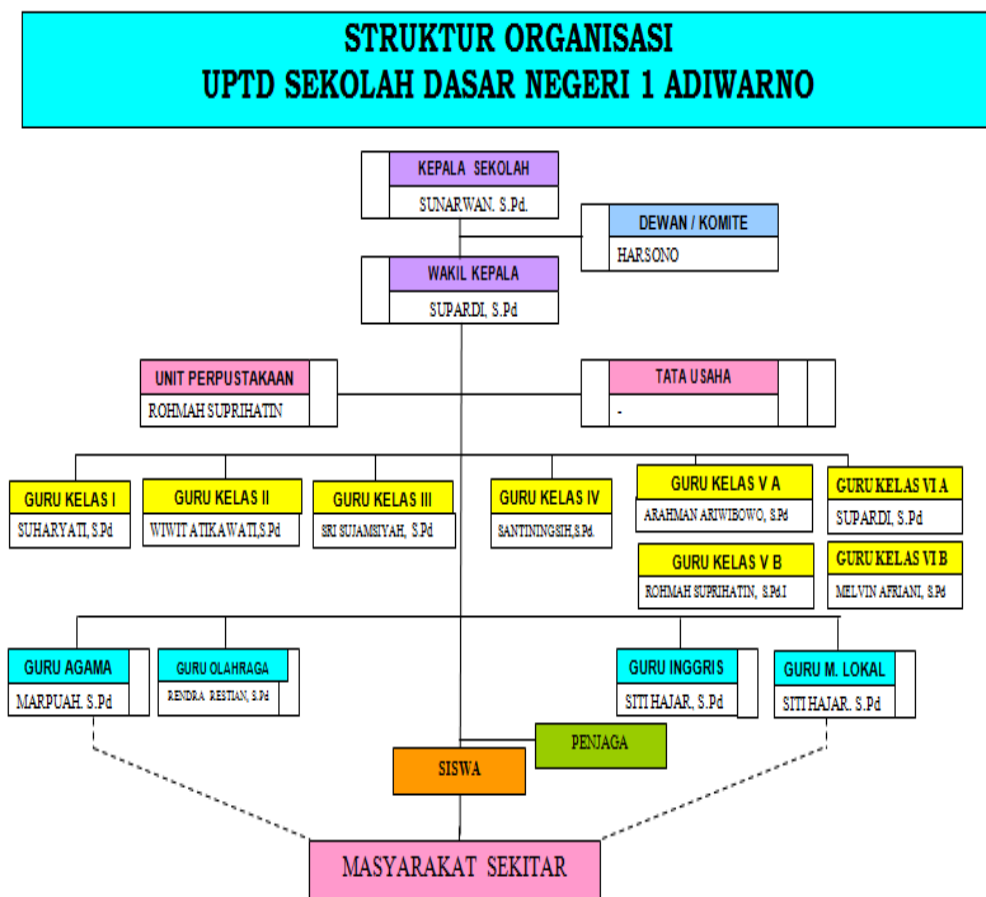 STRUKTUR ORGANISASI
UPTD SEKOLAH DASAR NEGERI 1 ADIWARNO
KEPALA SEKOLAH
SUNARWAN. S.Pd.
DEWAN / KOMITE
HARSONO
WAKIL KEPALA
SUPARDI, S.Pd
UNIT PERPUSTAKAAN
ROHMAH SUPRIHATIN
TATA USAHA
-
GURU KELAS I
SUHARYATI, S.Pd
GURU KELAS II
WIWIT ATIKAWATI,S.Pd
GURU KELAS III
SRI SUJAMSIYAH, S.Pd
GURU KELAS IV
SANTININGSIH,S.Pd.
GURU KELAS V A
ARAHMAN ARIWIBOWO, S.Pd
GURU KELAS VI A
SUPARDI, S.Pd
GURU KELAS V B
ROHMAH SUPRIHATIN, S.Pd.I
GURU KELAS VI B
MELVIN AFRIANI, S.Pd
GURU AGAMA
MARPUAH. S.Pd
GURU OLAHRAGA
RENDRA RESTIAN, S.Pd
GURU INGGRIS
SITI HAJAR, S.Pd
GURU M. LOKAL
SITI HAJAR. S.Pd
PENJAGA
SISWA
MASYARAKAT SEKITAR